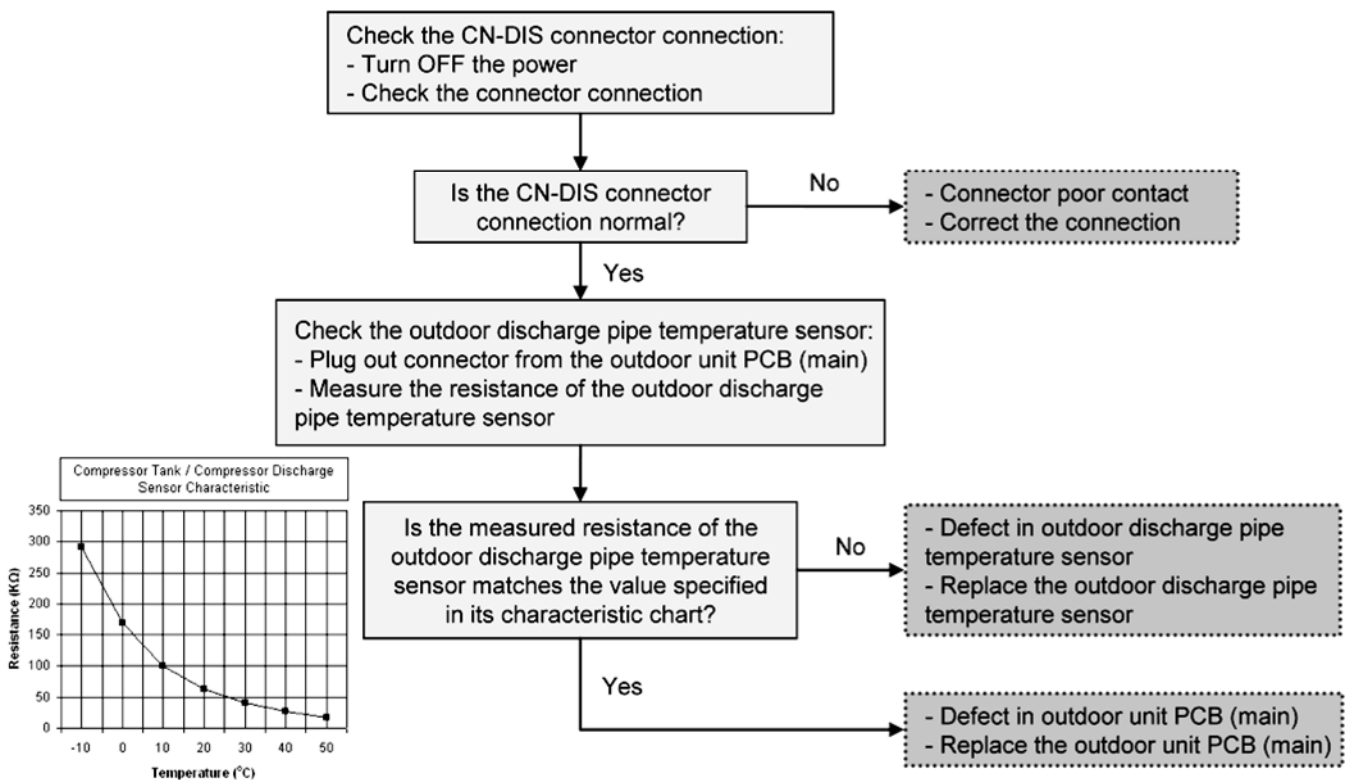 Check the CN-DIS connector connection:
- Turn OFF the power
- Check the connector connection
Is the CN-DIS connector
connection normal?
No
- Connector poor contact
- Correct the connection
Yes
Check the outdoor discharge pipe temperature sensor:
- Plug out connector from the outdoor unit PCB (main)
- Measure the resistance of the outdoor discharge
pipe temperature sensor
Compressor Tank / Compressor Discharge
Sensor Characteristic
Resistance (KΩ)
350
300
250
200
150
100
50
0
-10 0 10 20 30 40 50
Temperature (°C)
Is the measured resistance of the
outdoor discharge pipe temperature
sensor matches the value specified
in its characteristic chart?
No
- Defect in outdoor discharge pipe
temperature sensor
- Replace the outdoor discharge pipe
temperature sensor
Yes
- Defect in outdoor unit PCB (main)
- Replace the outdoor unit PCB (main)